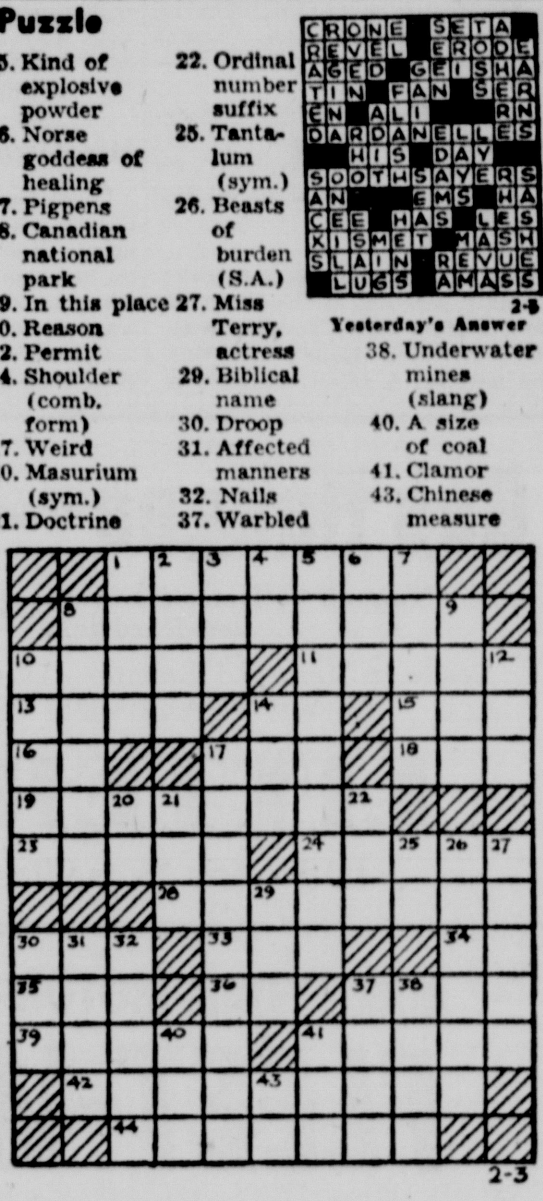 Puzzle
5. Kind of
explosive
powder
6. Norse
goddess of
healing
7. Pigpens
8. Canadian
national
park
9. In this place
0. Reason
2. Permit
4. Shoulder
(comb.
form)
7. Weird
0. Masurium
(sym.)
1. Doctrine
22. Ordinal
number
suffix
25. Tanta-
lum
(sym.)
26. Beasts
of
burden
(S.A.)
27. Miss
Terry,
actress
29. Biblical
name
30. Droop
31. Affected
manners
32. Nails
37. Warbled
CRONE SETA
REVEL ERODE
AGED GEISHA
TIN FAN SER
EN ALI RN
DARDANELLES
HIS DAY
SOOTHSAYERS
AN EMS HA
CEE HAS LES
KISMET MASH
SLAIN REVUE
LUGS AMASS
2-8
Yesterday's Answer
38. Underwater
mines
(slang)
40. A size
of coal
41. Clamor
43. Chinese
measure
1 2 3 4 5 6 7
8 9
10 11 12
13 14 15
16 17 18
19 20 21 22
23 24 25 26 27
28 29
30 31 32 33 34
35 36 37 38
39 40 41
42 43
44
2-3